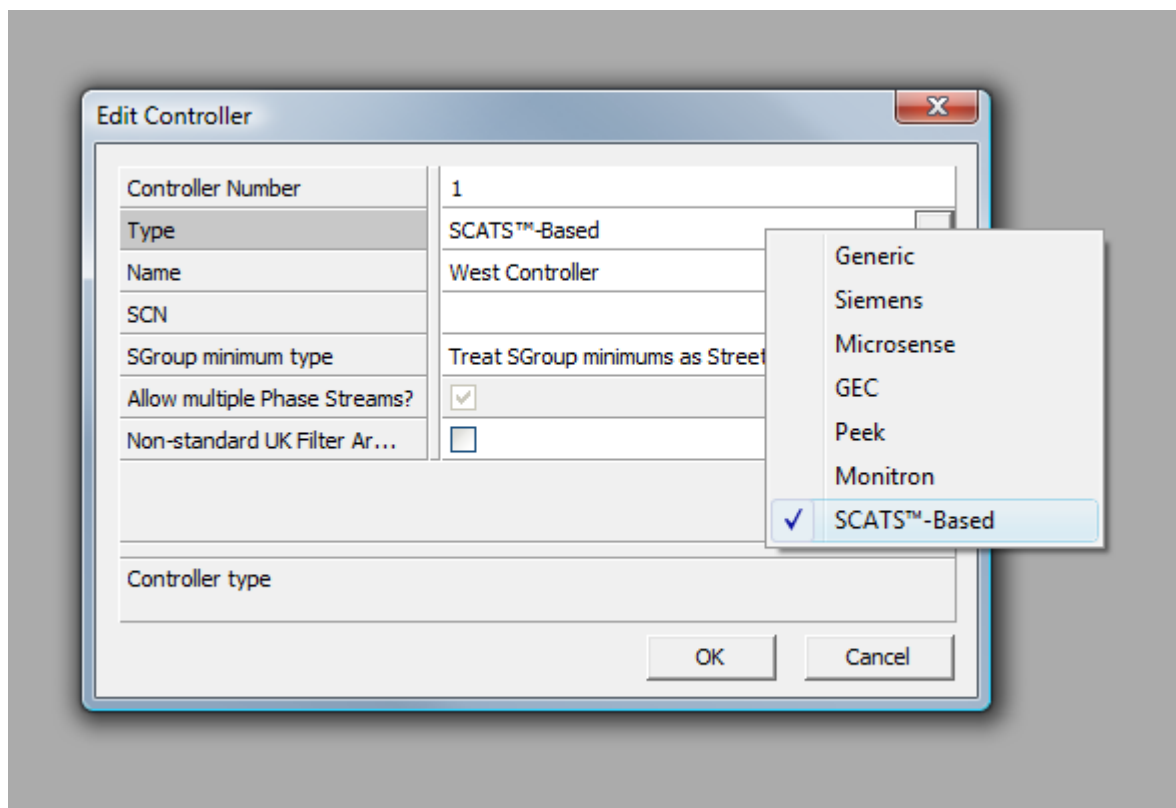 Edit Controller
Controller Number 1
Type SCATS™-Based
Name West Controller
SCN
SGroup minimum type Treat SGroup minimums as Street
Allow multiple Phase Streams?
Non-standard UK Filter Ar...
Generic
Siemens
Microsense
GEC
Peek
Monitron
SCATS™-Based
Controller type
OK Cancel